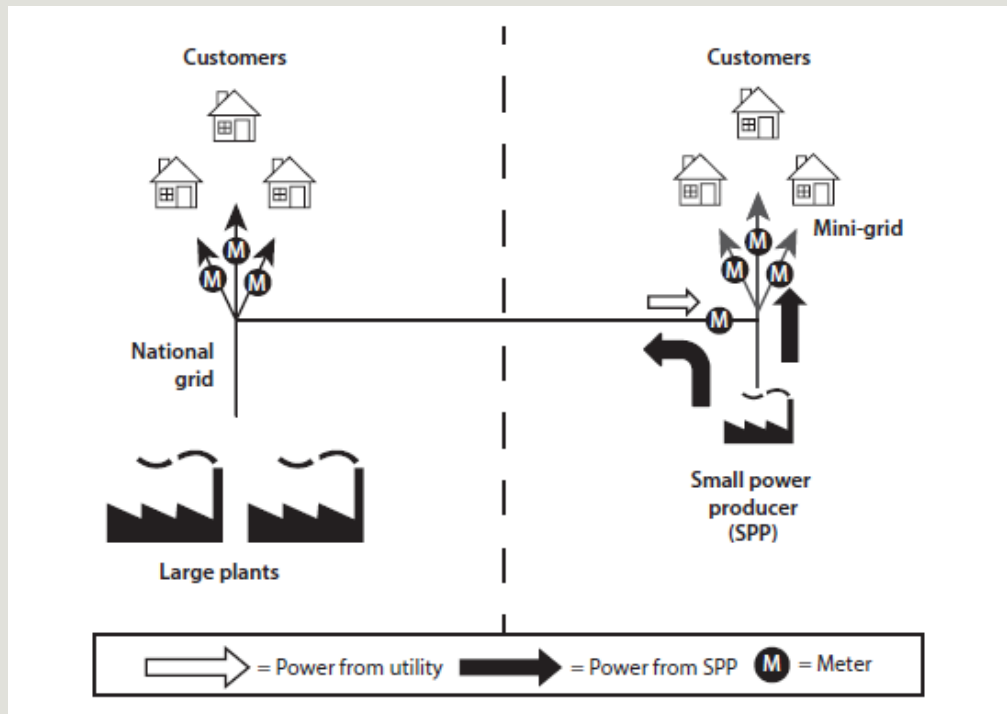 Customers
Customers
M
M
M
M
M
M
Mini-grid
M
National
grid
Small power
producer
(SPP)
Large plants
= Power from utility = Power from SPP M = Meter